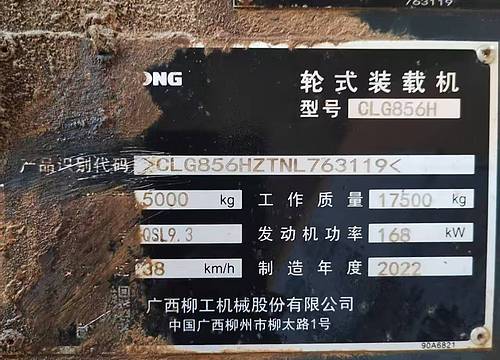 763119
ONG
轮式装载机
型号 CLG856H
产品识别代码 >CLG856HZTNL763119<
5000 kg 工作质量 17500 kg
QSL9.3 发动机功率 168 kW
38 km/h 制造年度 2022
广西柳工机械股份有限公司
中国广西柳州市柳太路1号
90A6821